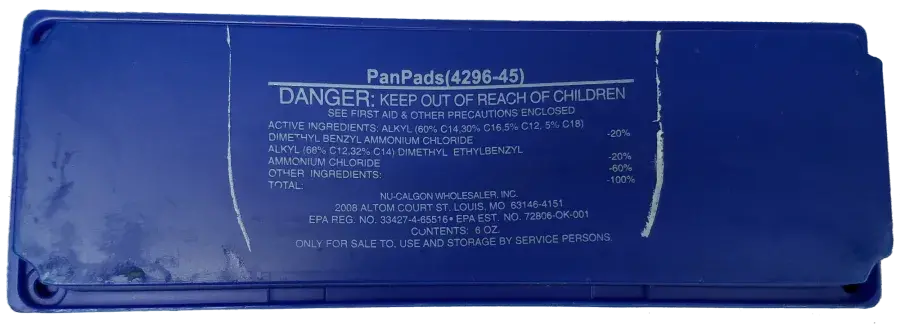 PanPads(4296-45)
DANGER: KEEP OUT OF REACH OF CHILDREN
SEE FIRST AID & OTHER PRECAUTIONS ENCLOSED
ACTIVE INGREDIENTS: ALKYL (60% C14,30% C16,5% C12, 5% C18)
DIMETHYL BENZYL AMMONIUM CHLORIDE -20%
ALKYL (68% C12,32% C14) DIMETHYL ETHYLBENZYL
AMMONIUM CHLORIDE -20%
OTHER INGREDIENTS: -60%
TOTAL: -100%
NU-CALGON WHOLESALER, INC.
2008 ALTOM COURT ST. LOUIS, MO 63146-4151
EPA REG. NO. 33427-4-65516• EPA EST. NO. 72806-OK-001
CONTENTS: 6 OZ.
ONLY FOR SALE TO, USE AND STORAGE BY SERVICE PERSONS.